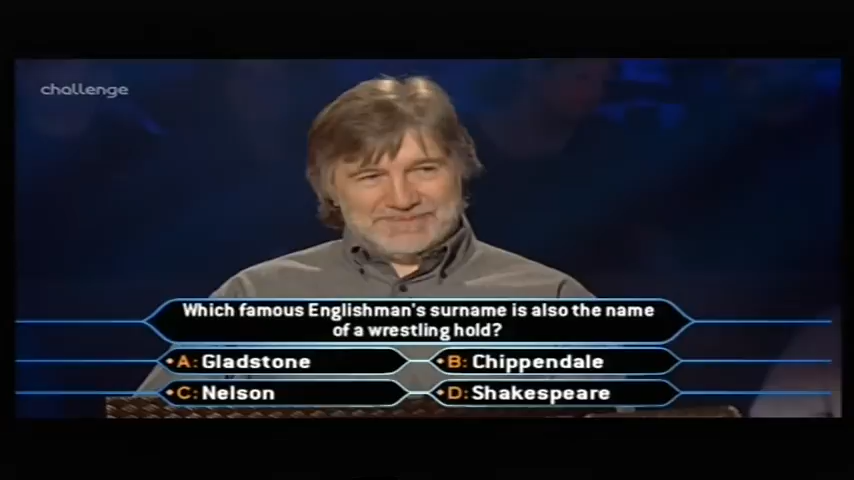 challenge
Which famous Englishman's surname is also the name
of a wrestling hold?
A: Gladstone
B: Chippendale
C: Nelson
D: Shakespeare